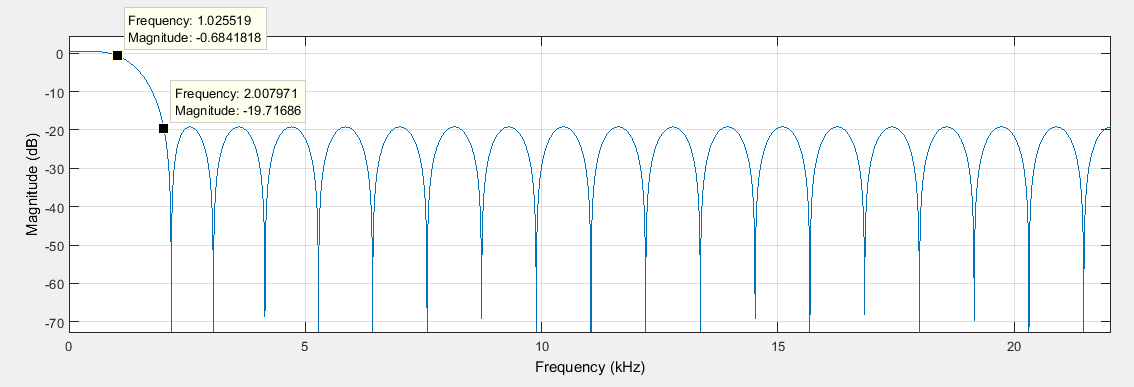 Frequency: 1.025519
Magnitude: -0.6841818
Frequency: 2.007971
Magnitude: -19.71686
Magnitude (dB)
0
-10
-20
-30
-40
-50
-60
-70
0 5 10 15 20
Frequency (kHz)